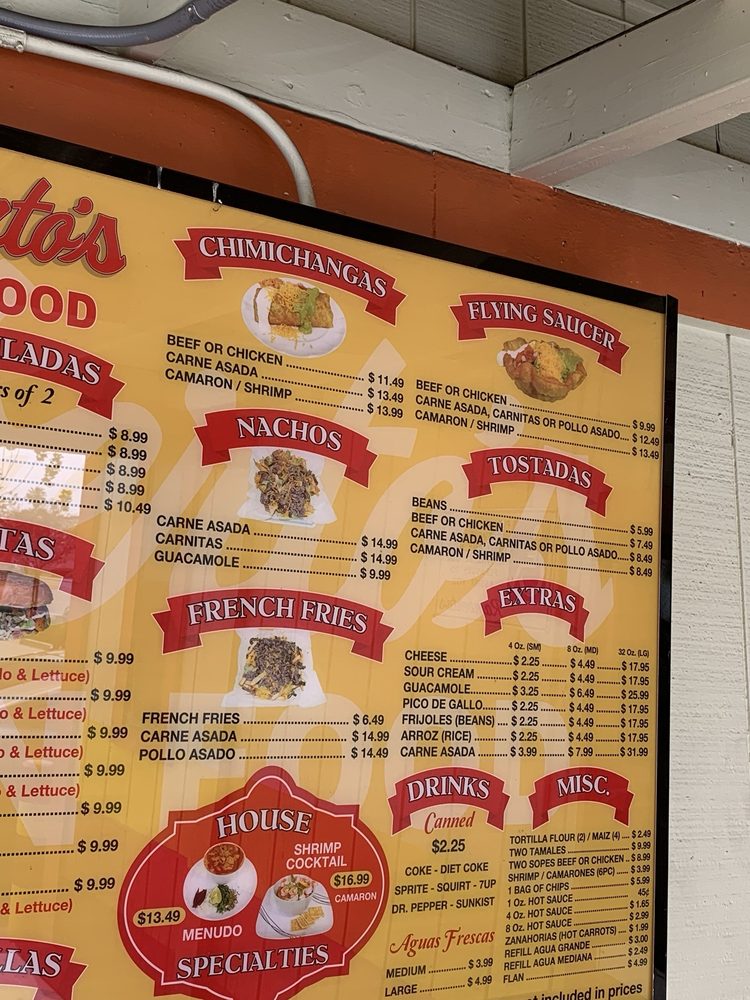 to's
OOD
CHIMICHANGAS
BEEF OR CHICKEN ........ $ 11.49
CARNE ASADA ........ $ 13.49
CAMARON / SHRIMP ........ $ 13.99
FLYING SAUCER
BEEF OR CHICKEN ........ $ 9.99
CARNE ASADA, CARNITAS OR POLLO ASADO.... $ 12.49
CAMARON / SHRIMP ........ $ 13.49
LADAS
rs of 2
$ 8.99
$ 8.99
$ 8.99
$ 8.99
$ 10.49
NACHOS
CARNE ASADA ........ $ 14.99
CARNITAS ........ $ 14.99
GUACAMOLE ........ $ 9.99
TOSTADAS
BEANS ........ $ 5.99
BEEF OR CHICKEN ........ $ 7.49
CARNE ASADA, CARNITAS OR POLLO ASADO.... $ 8.49
CAMARON / SHRIMP ........ $ 8.49
TAS
$ 9.99
lo & Lettuce)
$ 9.99
o & Lettuce)
$ 9.99
o & Lettuce)
$ 9.99
o & Lettuce)
$ 9.99
$ 9.99
$ 9.99
& Lettuce)
FRENCH FRIES
FRENCH FRIES ........ $ 6.49
CARNE ASADA ........ $ 14.99
POLLO ASADO ........ $ 14.49
EXTRAS
4 Oz. (SM) 8 Oz. (MD) 32 Oz. (LG)
CHEESE ........ $ 2.25 ..... $ 4.49 ..... $ 17.95
SOUR CREAM ........ $ 2.25 ..... $ 4.49 ..... $ 17.95
GUACAMOLE........ $ 3.25 ..... $ 6.49 ..... $ 25.99
PICO DE GALLO..... $ 2.25 ..... $ 4.49 ..... $ 17.95
FRIJOLES (BEANS) ... $ 2.25 ..... $ 4.49 ..... $ 17.95
ARROZ (RICE) ..... $ 2.25 ..... $ 4.49 ..... $ 17.95
CARNE ASADA ..... $ 3.99 ..... $ 7.99 ..... $ 31.99
HOUSE
SHRIMP
COCKTAIL
$16.99
CAMARON
$13.49
MENUDO
SPECIALTIES
DRINKS
Canned
$2.25
COKE - DIET COKE
SPRITE - SQUIRT - 7UP
DR. PEPPER - SUNKIST
Aguas Frescas
MEDIUM ........ $ 3.99
LARGE ........ $ 4.99
MISC.
TORTILLA FLOUR (2) / MAIZ (4) .... $ 2.49
TWO TAMALES ........ $ 9.99
TWO SOPES BEEF OR CHICKEN .. $ 8.99
SHRIMP / CAMARONES (6PC) .... $ 3.99
1 BAG OF CHIPS ........ $ 5.99
1 Oz. HOT SAUCE ........ 45¢
4 Oz. HOT SAUCE ........ $ 1.65
8 Oz. HOT SAUCE ........ $ 2.99
ZANAHORIAS (HOT CARROTS) .... $ 1.99
REFILL AGUA GRANDE ........ $ 3.00
REFILL AGUA MEDIANA ........ $ 2.49
FLAN ........ $ 4.99
LLAS
included in prices